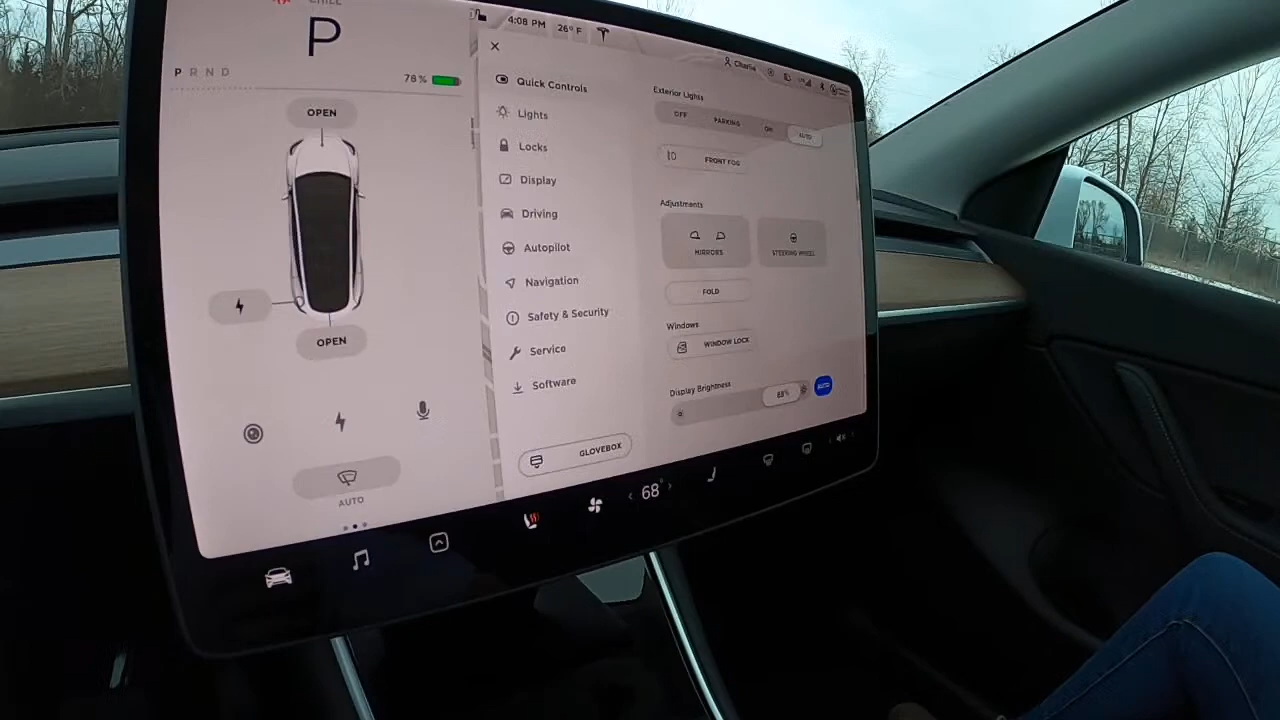 CHILL
P
P R N D
78%
OPEN
OPEN
AUTO
4:08 PM
26° F
Charlie
Quick Controls
Lights
Locks
Display
Driving
Autopilot
Navigation
Safety & Security
Service
Software
GLOVEBOX
Exterior Lights
OFF PARKING ON AUTO
FRONT FOG
Adjustments
MIRRORS
STEERING WHEEL
FOLD
Windows
WINDOW LOCK
Display Brightness
AUTO
68°